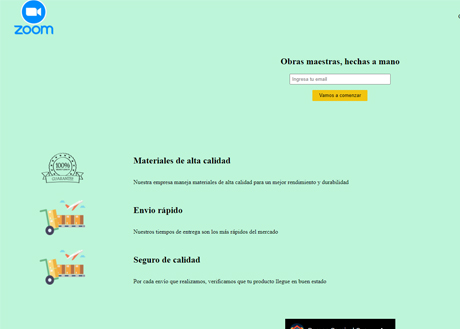 zoom
Obras maestras, hechas a mano
Ingresa tu email
Vamos a comenzar
100%
GUARANTEE
Materiales de alta calidad
Nuestra empresa maneja materiales de alta calidad para un mejor rendimiento y durabilidad
Envio rápido
Nuestros tiempos de entrega son los más rápidos del mercado
Seguro de calidad
Por cada envio que realizamos, verificamos que tu producto llegue en buen estado